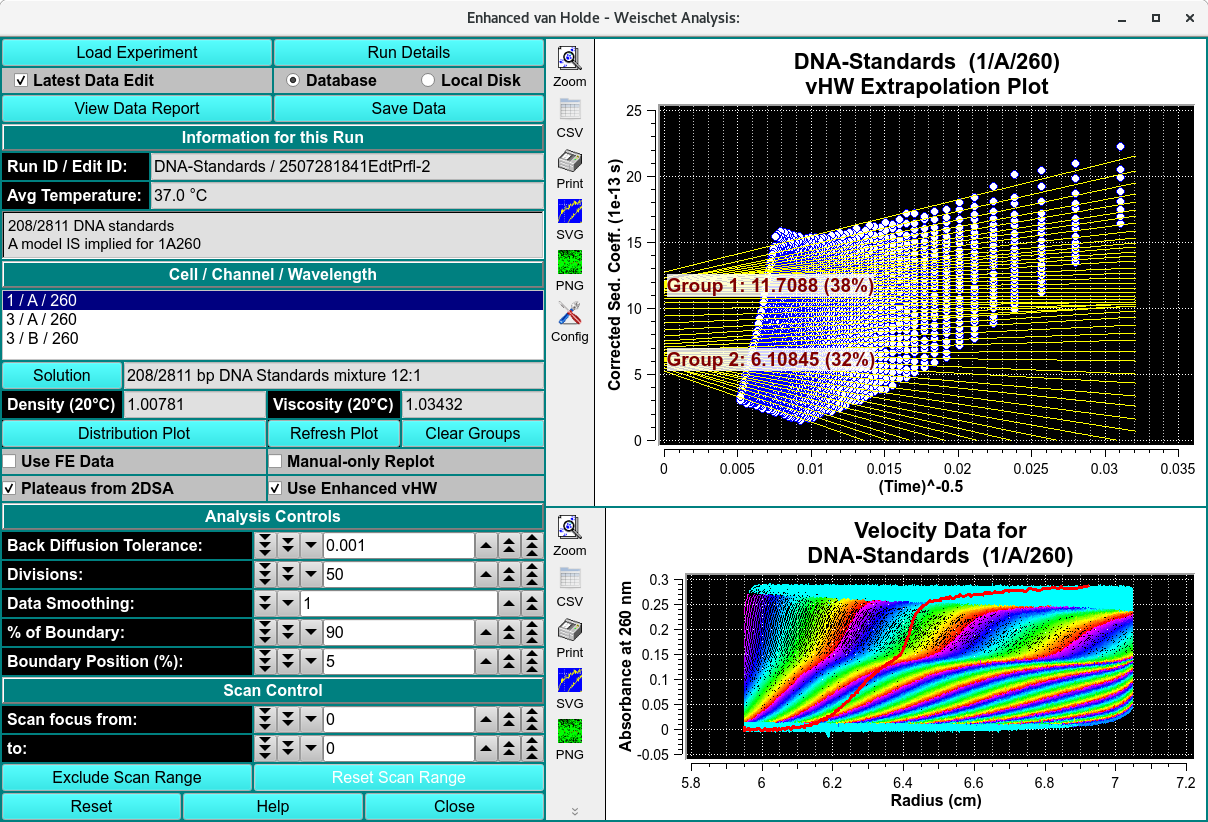 Enhanced van Holde - Weischet Analysis:
Load Experiment
Run Details
Latest Data Edit
Database
Local Disk
View Data Report
Save Data
Information for this Run
Run ID / Edit ID:
DNA-Standards / 2507281841EdtPrfl-2
Avg Temperature:
37.0 °C
208/2811 DNA standards
A model IS implied for 1A260
Cell / Channel / Wavelength
1 / A / 260
3 / A / 260
3 / B / 260
Solution
208/2811 bp DNA Standards mixture 12:1
Density (20°C)
1.00781
Viscosity (20°C)
1.03432
Distribution Plot
Refresh Plot
Clear Groups
Use FE Data
Manual-only Replot
Plateaus from 2DSA
Use Enhanced vHW
Analysis Controls
Back Diffusion Tolerance:
0.001
Divisions:
50
Data Smoothing:
1
% of Boundary:
90
Boundary Position (%):
5
Scan Control
Scan focus from:
0
to:
0
Exclude Scan Range
Reset Scan Range
Reset
Help
Close
Zoom
CSV
Print
SVG
PNG
Config
DNA-Standards (1/A/260)
vHW Extrapolation Plot
Corrected Sed. Coeff. (1e-13 s)
25
20
15
10
5
0
Group 1: 11.7088 (38%)
Group 2: 6.10845 (32%)
0
0.005
0.01
0.015
0.02
0.025
0.03
0.035
(Time)^-0.5
Zoom
CSV
Print
SVG
PNG
Velocity Data for
DNA-Standards (1/A/260)
Absorbance at 260 nm
0.3
0.25
0.2
0.15
0.1
0.05
0
-0.05
5.8
6
6.2
6.4
6.6
6.8
7
7.2
Radius (cm)